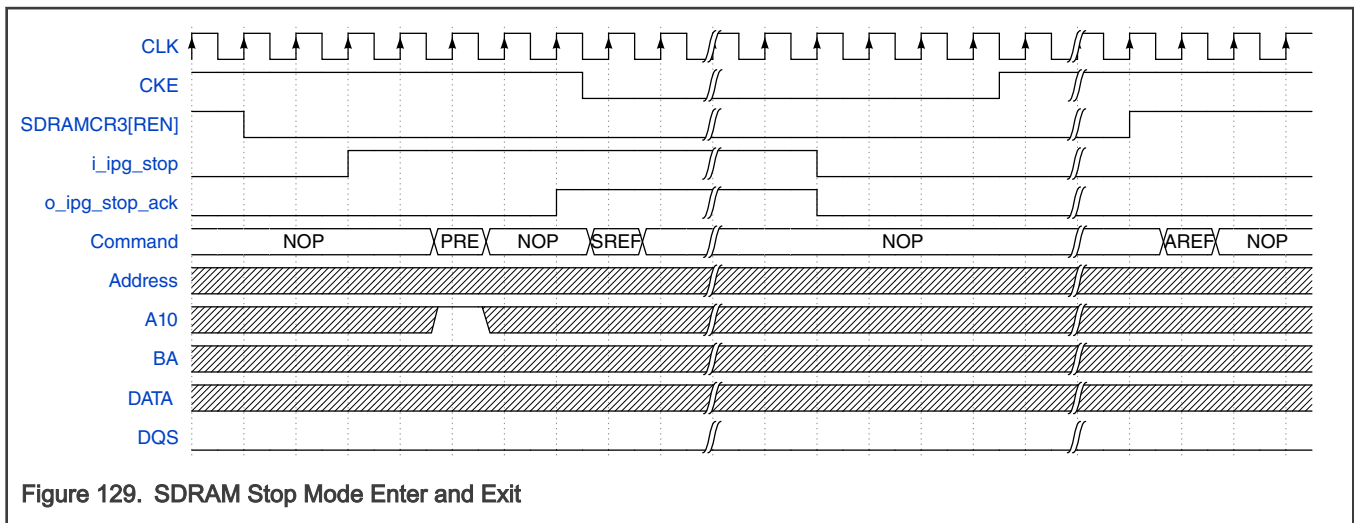 CLK
CKE
SDRAMCR3[REN]
i_ipg_stop
o_ipg_stop_ack
Command NOP PRE NOP SREF NOP AREF NOP
Address
A10
BA
DATA
DQS
Figure 129. SDRAM Stop Mode Enter and Exit